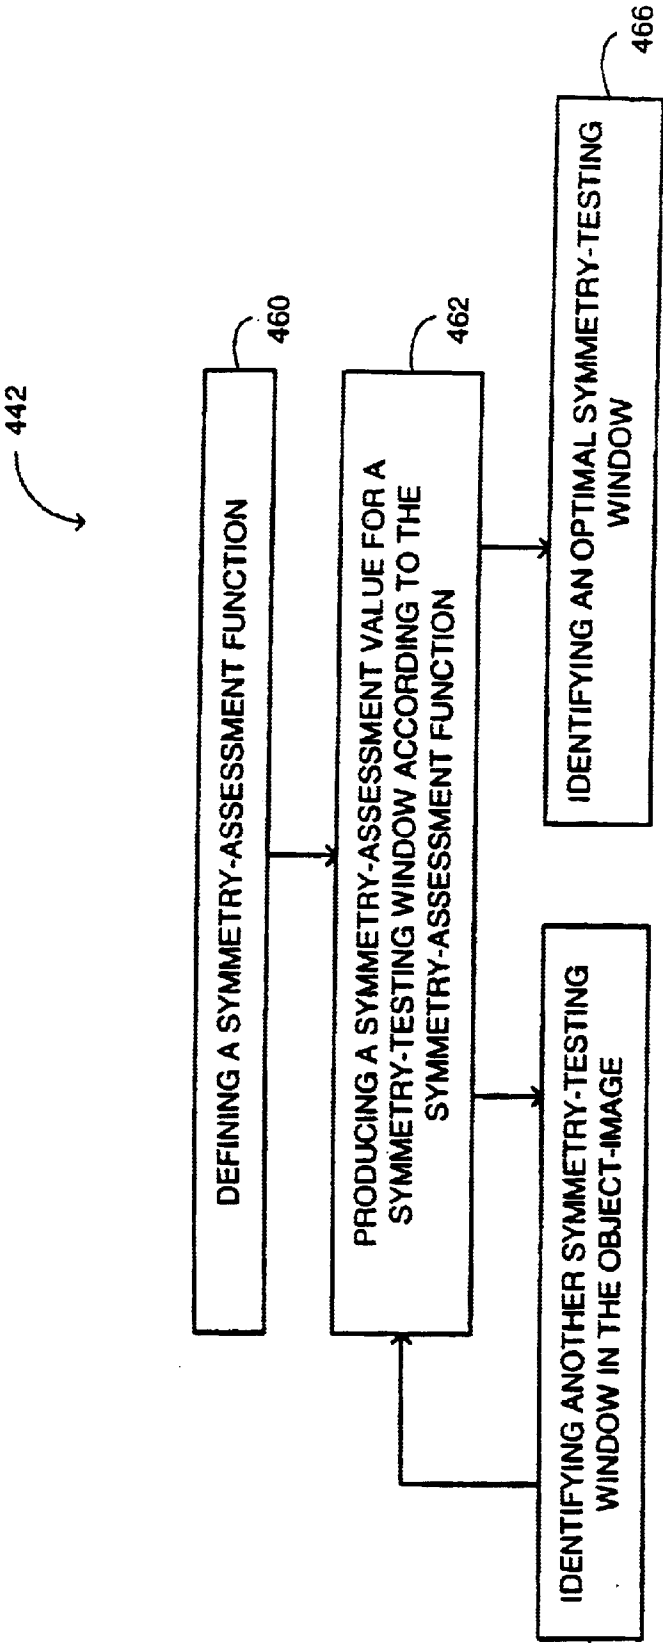 442
460
DEFINING A SYMMETRY-ASSESSMENT FUNCTION
462
PRODUCING A SYMMETRY-ASSESSMENT VALUE FOR A
SYMMETRY-TESTING WINDOW ACCORDING TO THE
SYMMETRY-ASSESSMENT FUNCTION
IDENTIFYING ANOTHER SYMMETRY-TESTING
WINDOW IN THE OBJECT-IMAGE
466
IDENTIFYING AN OPTIMAL SYMMETRY-TESTING
WINDOW